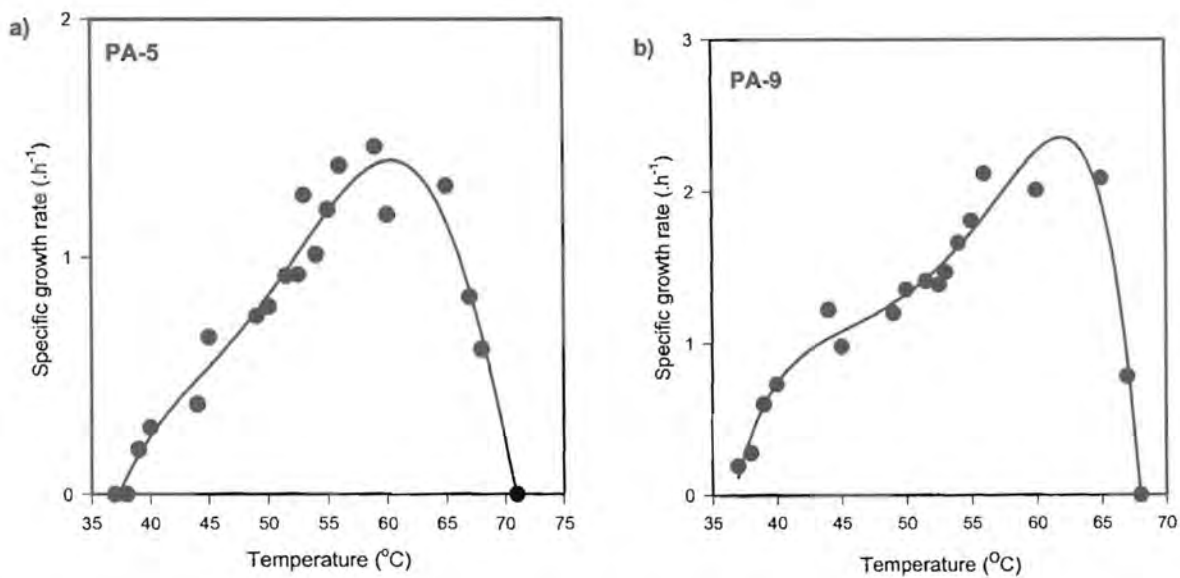 a)
PA-5
2
1
0
Specific growth rate (.h⁻¹)
35 40 45 50 55 60 65 70 75
Temperature (⁰C)
b)
PA-9
3
2
1
0
Specific growth rate (.h⁻¹)
35 40 45 50 55 60 65 70
Temperature (⁰C)